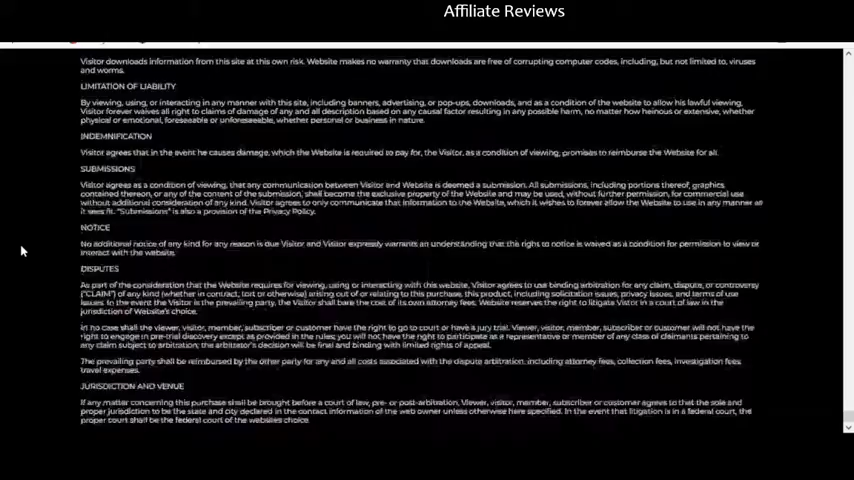 Affiliate Reviews
Visitor downloads information from this site at this own risk. Website makes no warranty that downloads are free of corrupting computer codes, including, but not limited to, viruses
and worms.
LIMITATION OF LIABILITY
By viewing, using, or interacting in any manner with this site, including banners, advertising, or pop-ups, downloads, and as a condition of the website to allow his lawful viewing,
Visitor forever waives all right to claims of damage of any and all description based on any causal factor resulting in any possible harm, no matter how heinous or extensive, whether
physical or emotional, foreseeable or unforeseeable, whether personal or business in nature.
INDEMNIFICATION
Visitor agrees that in the event he causes damage, which the Website is required to pay for, the Visitor, as a condition of viewing, promises to reimburse the Website for all.
SUBMISSIONS
Visitor agrees as a condition of viewing, that any communication between Visitor and Website is deemed a submission. All submissions, including portions thereof, graphics
contained thereon, or any of the content of the submission, shall become the exclusive property of the Website and may be used, without further permission, for commercial use
without additional consideration of any kind. Visitor agrees to only communicate that information to the Website, which it wishes to forever allow the Website to use in any manner as
it sees fit. "Submissions" is also a provision of the Privacy Policy.
NOTICE
No additional notice of any kind for any reason is due Visitor and Visitor expressly warrants an understanding that the right to notice is waived as a condition for permission to view or
interact with the website.
DISPUTES
As part of the consideration that the Website requires for viewing, using or interacting with this website, Visitor agrees to use binding arbitration for any claim, dispute, or controversy
("CLAIM") of any kind (whether in contract, tort or otherwise) arising out of or relating to this purchase, this product, including solicitation issues, privacy issues, and terms of use
issues. In the event the Visitor is the prevailing party, the Visitor shall bare the cost of its own attorney fees. Website reserves the right to litigate Visitor in a court of law in the
jurisdiction of Website's choice.
In no case shall the viewer, visitor, member, subscriber or customer have the right to go to court or have a jury trial. Viewer, visitor, member, subscriber or customer will not have the
right to engage in pre-trial discovery except as provided in the rules; you will not have the right to participate as a representative or member of any class of claimants pertaining to
any claim subject to arbitration; the arbitrator's decision will be final and binding with limited rights of appeal.
The prevailing party shall be reimbursed by the other party for any and all costs associated with the dispute arbitration, including attorney fees, collection fees, investigation fees,
travel expenses.
JURISDICTION AND VENUE
If any matter concerning this purchase shall be brought before a court of law, pre- or post-arbitration, Viewer, visitor, member, subscriber or customer agrees to that the sole and
proper jurisdiction to be the state and city declared in the contact information of the web owner unless otherwise here specified. In the event that litigation is in a federal court, the
proper court shall be the federal court of the websites choice.